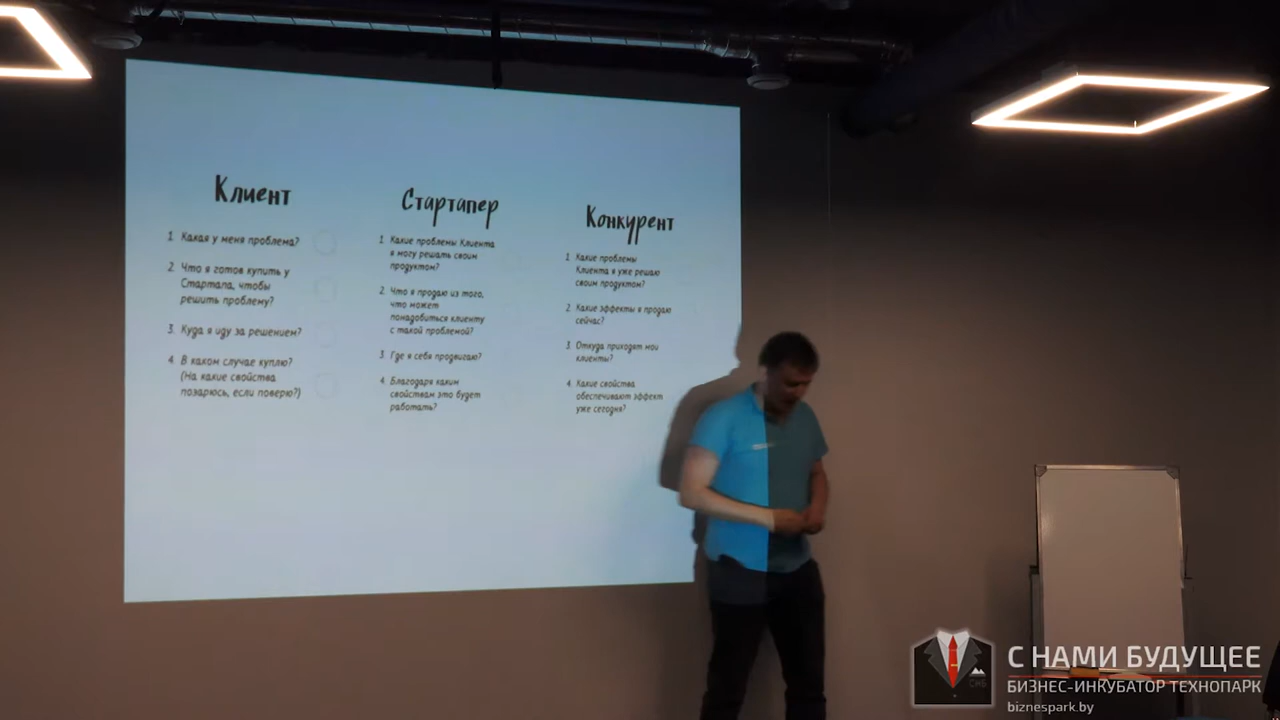 Клиент
1. Какая у меня проблема?
2. Что я готов купить у
Стартапа, чтобы
решить проблему?
3. Куда я иду за решением?
4. В каком случае куплю?
(На какие свойства
позарюсь, если поверю?)
Стартапер
1. Какие проблемы Клиента
я могу решать своим
продуктом?
2. Что я продаю из того,
что может
понадобиться клиенту
с такой проблемой?
3. Где я себя продвигаю?
4. Благодаря каким
свойствам это будет
работать?
Конкурент
1. Какие проблемы
Клиента я уже решаю
своим продуктом?
2. Какие эффекты я продаю
сейчас?
3. Откуда приходят мои
клиенты?
4. Какие свойства
обеспечивают эффект
уже сегодня?
С НАМИ БУДУЩЕЕ
БИЗНЕС-ИНКУБАТОР ТЕХНОПАРК
biznespark.by